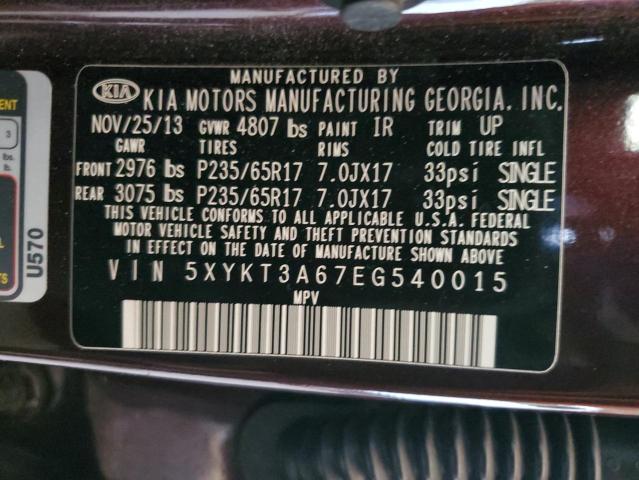 MANUFACTURED BY
KIA KIA MOTORS MANUFACTURING GEORGIA, INC.
NOV/25/13 GVWR 4807 lbs PAINT IR TRIM UP
GAWR TIRES RIMS COLD TIRE INFL
FRONT 2976 lbs P235/65R17 7.0JX17 33psi SINGLE
REAR 3075 lbs P235/65R17 7.0JX17 33psi SINGLE
THIS VEHICLE CONFORMS TO ALL APPLICABLE U.S.A. FEDERAL
MOTOR VEHICLE SAFETY AND THEFT PREVENTION STANDARDS
IN EFFECT ON THE DATE OF MANUFACTURE SHOWN ABOVE
VIN 5XYKT3A67EG540015
MPV
3
lbs.
lb.
U570